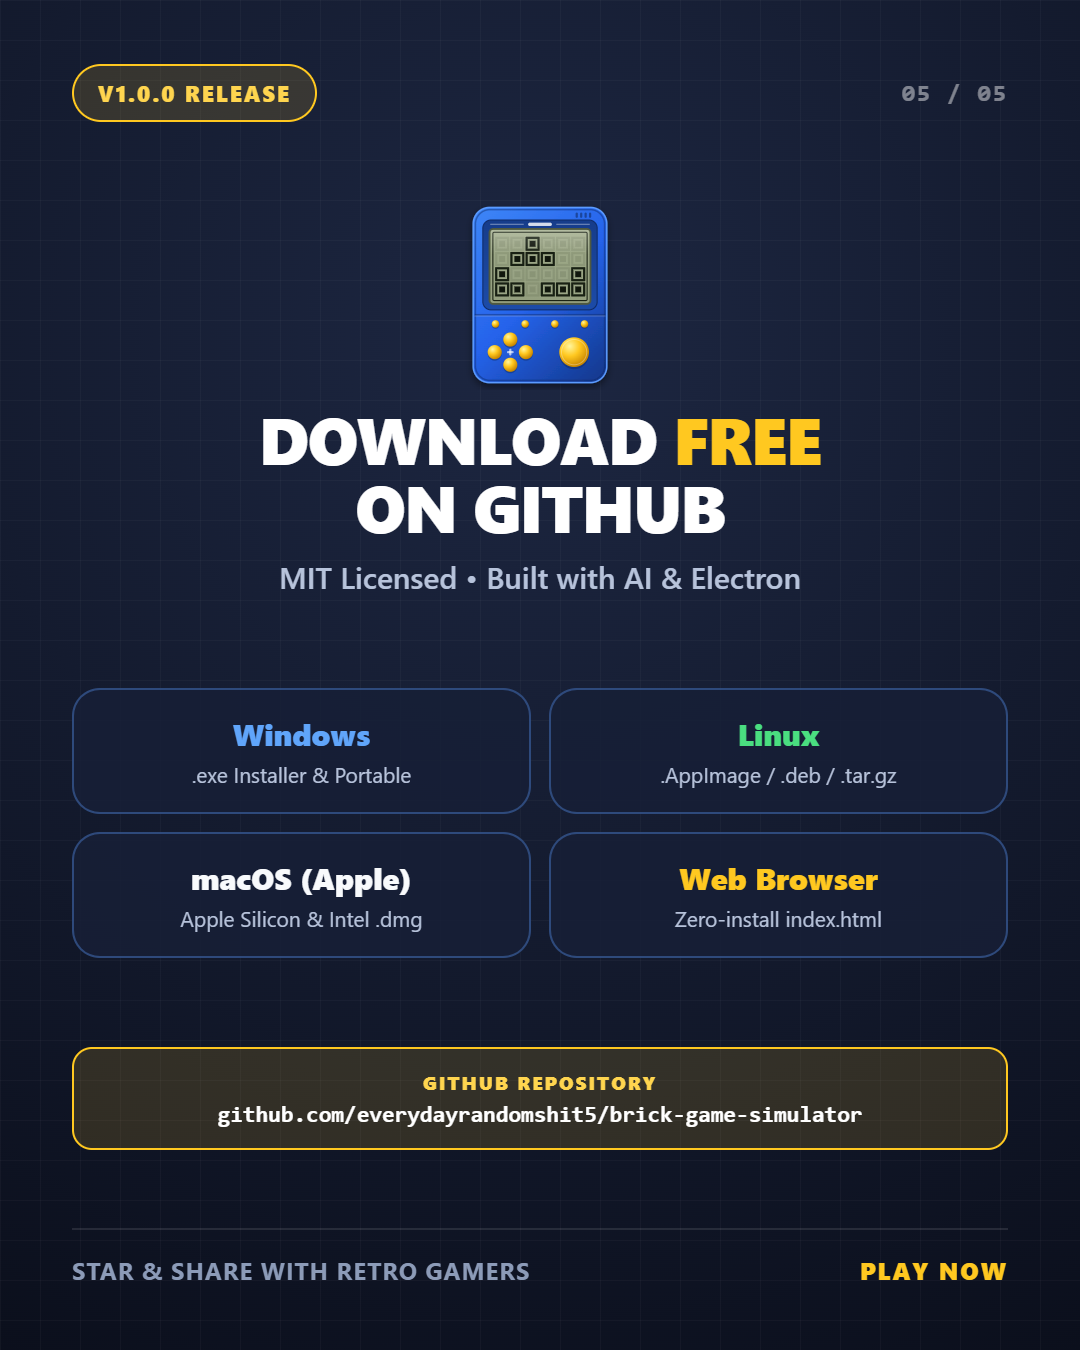 V1.0.0 RELEASE
05 / 05
DOWNLOAD FREE
ON GITHUB
MIT Licensed • Built with AI & Electron
Windows
.exe Installer & Portable
Linux
.AppImage / .deb / .tar.gz
macOS (Apple)
Apple Silicon & Intel .dmg
Web Browser
Zero-install index.html
GITHUB REPOSITORY
github.com/everydayrandomshit5/brick-game-simulator
STAR & SHARE WITH RETRO GAMERS
PLAY NOW